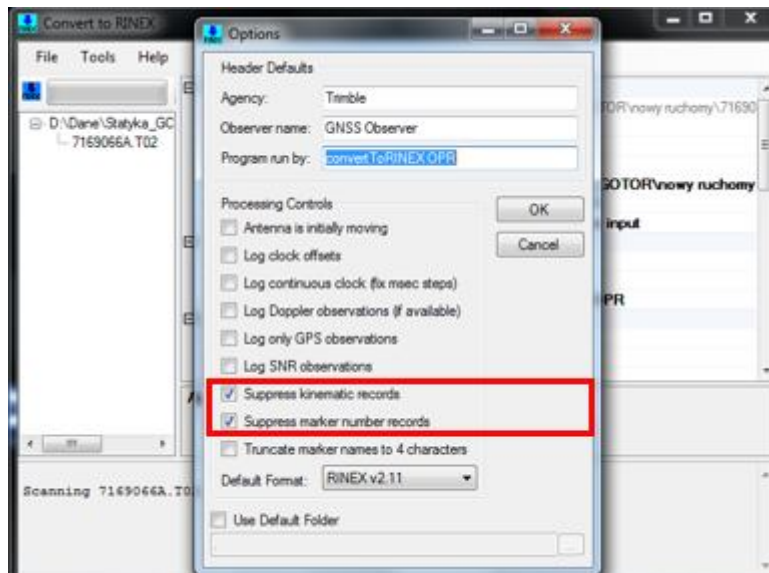 Convert to RINEX
File Tools Help
D:\Dane\Statyka_GC
7169066A.T02
Scanning 7169066A.T0
Options
Header Defaults
Agency: Trimble
Observer name: GNSS Observer
Program run by: convertToRINEX OPR
Processing Controls
Antenna is initially moving
Log clock offsets
Log continuous clock (fix msec steps)
Log Doppler observations (if available)
Log only GPS observations
Log SNR observations
Suppress kinematic records
Suppress marker number records
Truncate marker names to 4 characters
Default Format: RINEX v2.11
Use Default Folder
...
OK
Cancel
TOR\nowy ruchomy\71690
GOTOR\nowy ruchomy
input
PR